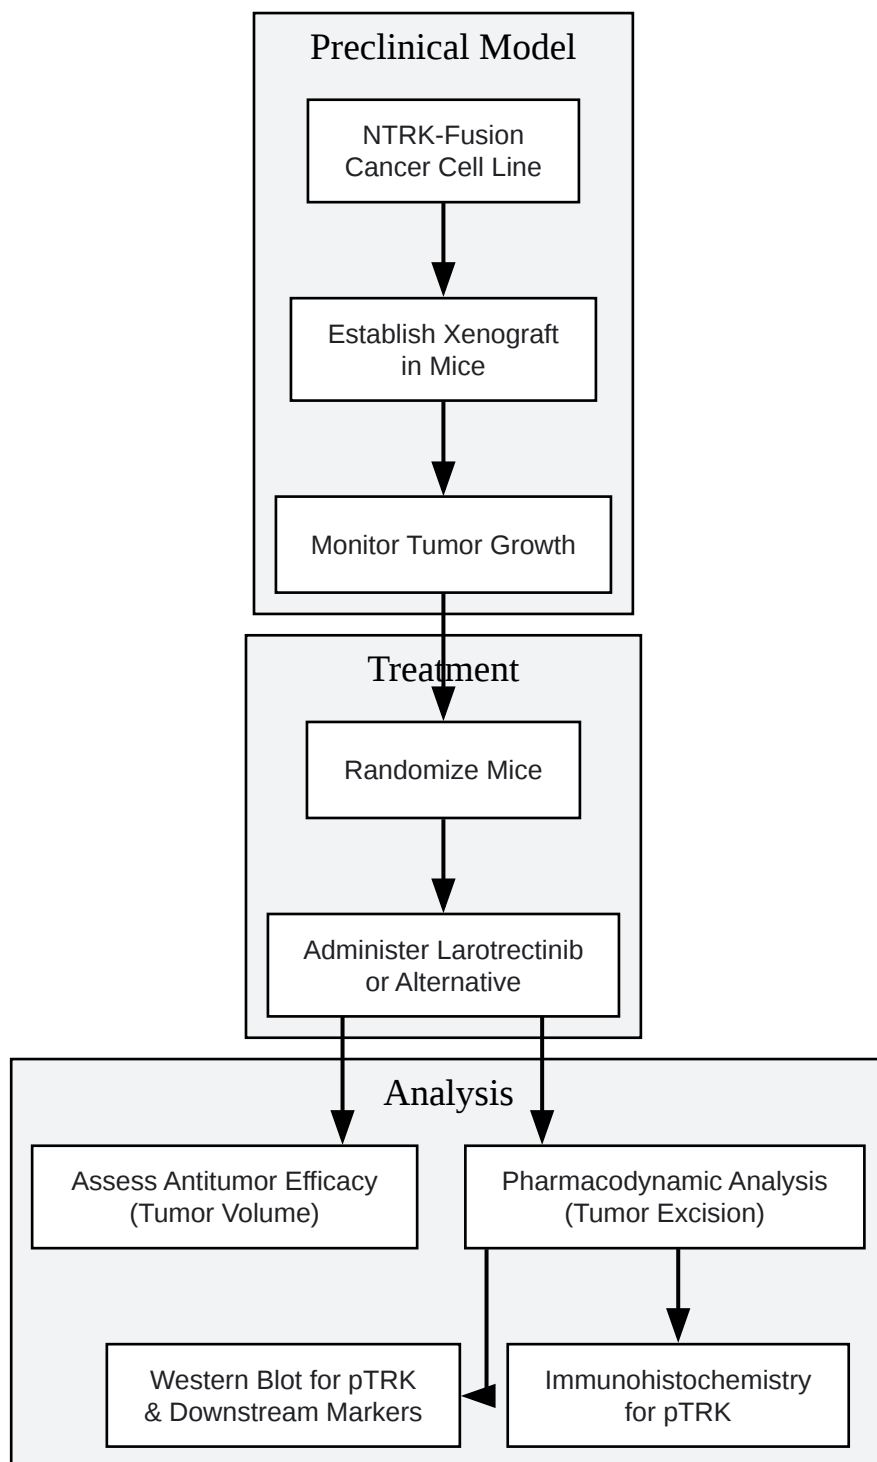 Preclinical Model
NTRK-Fusion
Cancer Cell Line
Establish Xenograft
in Mice
Monitor Tumor Growth
Treatment
Randomize Mice
Administer Larotrectinib
or Alternative
Analysis
Assess Antitumor Efficacy
(Tumor Volume)
Pharmacodynamic Analysis
(Tumor Excision)
Western Blot for pTRK
& Downstream Markers
Immunohistochemistry
for pTRK